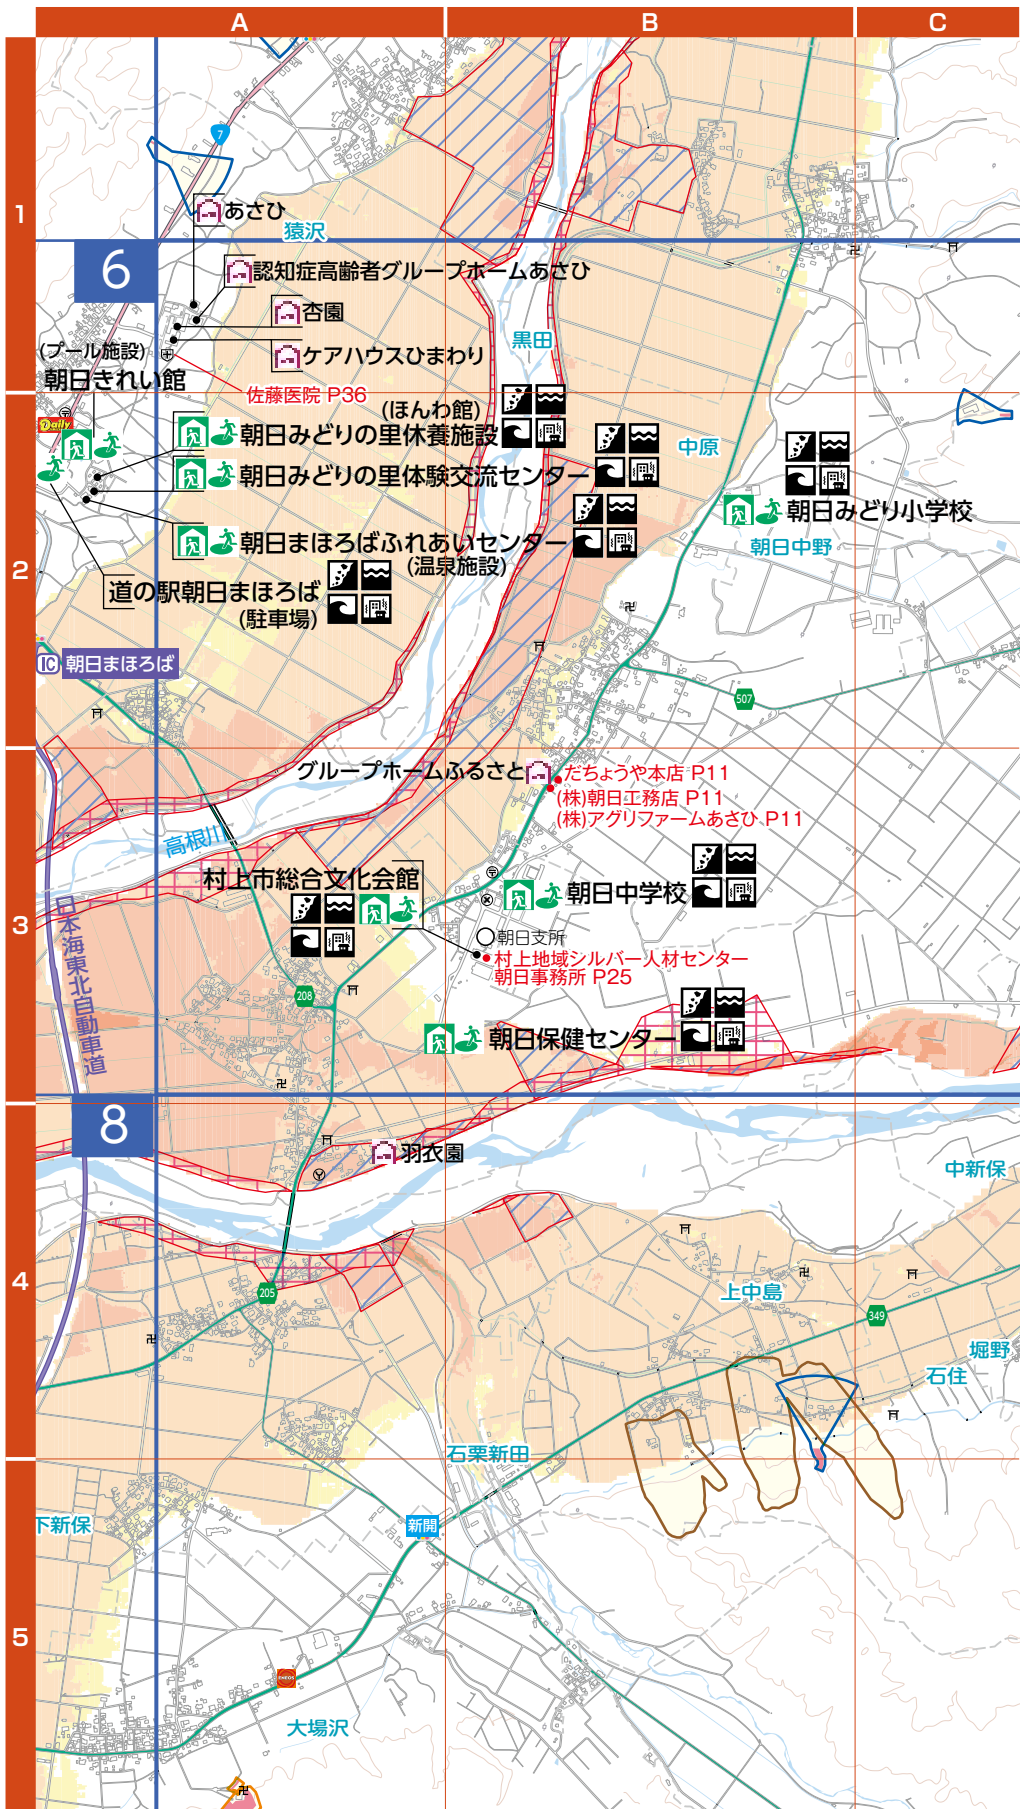 A
B
C
1
7
あさひ
猿沢
6
認知症高齢者グループホームあさひ
杏園
黒田
(プール施設)
ケアハウスひまわり
朝日きれい館
佐藤医院 P36
(ほんわ館)
Daily
朝日みどりの里休養施設
中原
朝日みどりの里体験交流センター
朝日みどり小学校
朝日まほろばふれあいセンター
朝日中野
(温泉施設)
2
道の駅朝日まほろば
(駐車場)
IC 朝日まほろば
507
グループホームふるさと
だちょうや本店 P11
(株)朝日工務店 P11
(株)アグリファームあさひ P11
高根川
村上市総合文化会館
朝日中学校
3
日本海東北自動車道
朝日支所
村上地域シルバー人材センター
朝日事務所 P25
208
朝日保健センター
8
羽衣園
中新保
4
上中島
205
349
堀野
石住
石栗新田
下新保
新開
5
ENEOS
大場沢